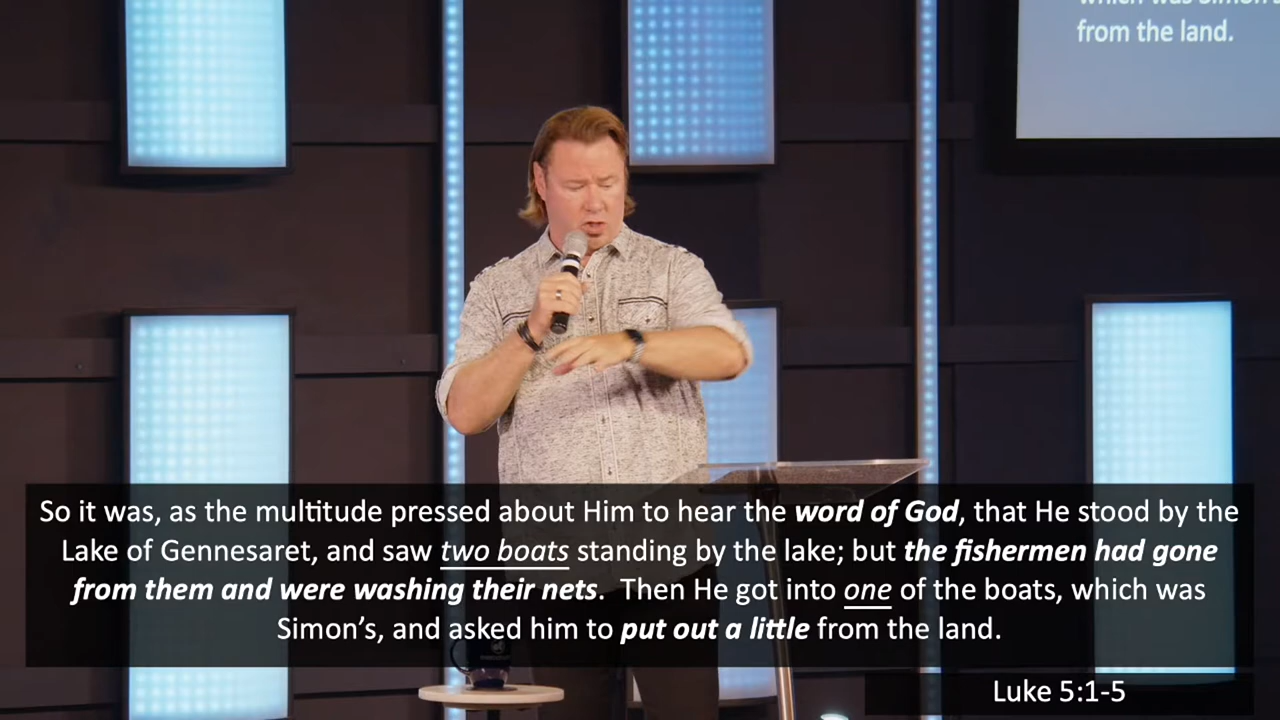 which was Simon's
from the land.
So it was, as the multitude pressed about Him to hear the word of God, that He stood by the
Lake of Gennesaret, and saw two boats standing by the lake; but the fishermen had gone
from them and were washing their nets.  Then He got into one of the boats, which was
Simon’s, and asked him to put out a little from the land.
Luke 5:1-5